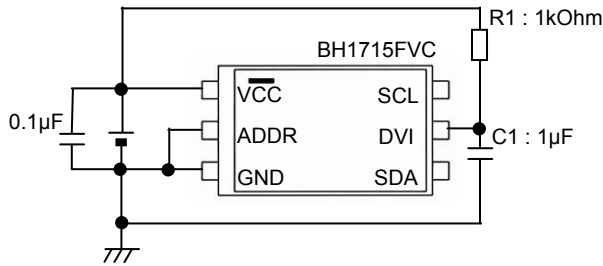 R1 : 1kOhm
BH1715FVC
VCC SCL
0.1µF
ADDR DVI
C1 : 1µF
GND SDA